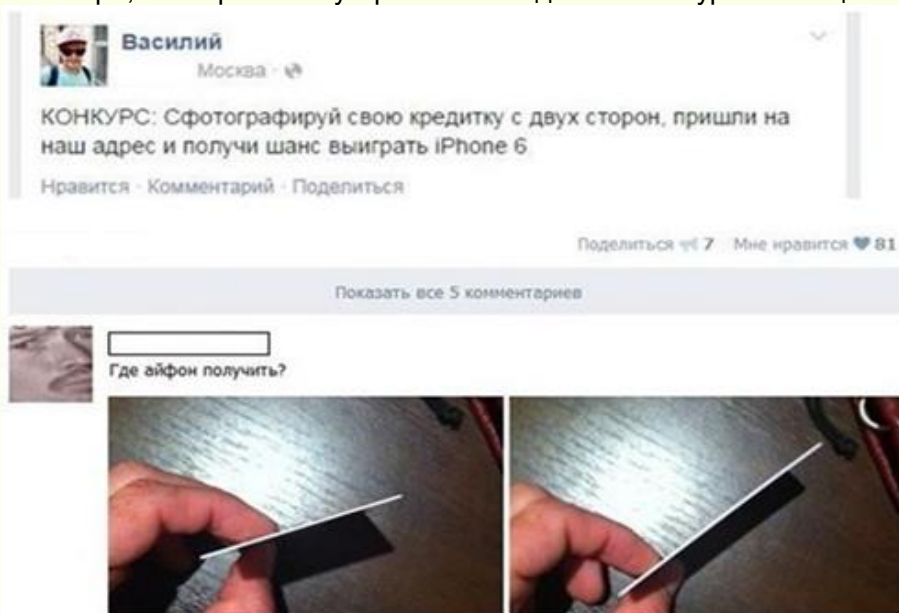 Василий
Москва
КОНКУРС: Сфотографируй свою кредитку с двух сторон, пришли на
наш адрес и получи шанс выиграть iPhone 6
Нравится · Комментарий · Поделиться
Поделиться 7 Мне нравится 81
Показать все 5 комментариев
Где айфон получить?